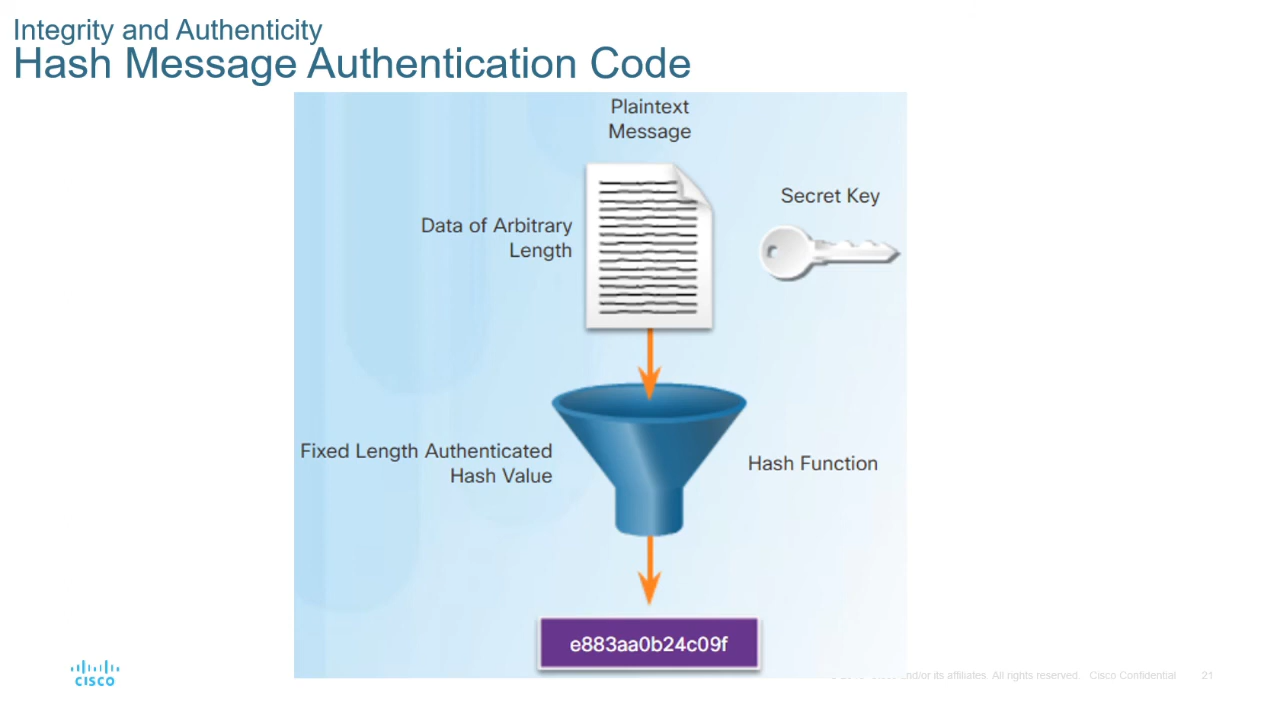 Integrity and Authenticity
Hash Message Authentication Code
Plaintext
Message
Secret Key
Data of Arbitrary
Length
Fixed Length Authenticated
Hash Value
Hash Function
e883aa0b24c09f
cisco
and/or its affiliates. All rights reserved. Cisco Confidential 21